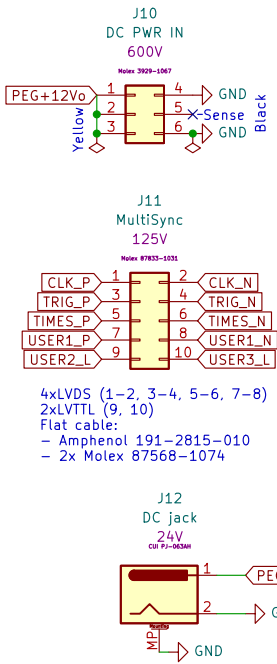 J10
DC PWR IN
600V
Molex 3929-1067
PEG+12Vo 1 4 GND
2 5 -Sense
3 6 GND
Yellow
Black
J11
MultiSync
125V
Molex 87833-1031
CLK_P 1 2 CLK_N
TRIG_P 3 4 TRIG_N
TIMES_P 5 6 TIMES_N
USER1_P 7 8 USER1_N
USER2_L 9 10 USER3_L
4xLVDS (1-2, 3-4, 5-6, 7-8)
2xLVTTL (9, 10)
Flat cable:
- Amphenol 191-2815-010
- 2x Molex 87568-1074
J12
DC jack
24V
CUI PJ-063AH
1 PE
2 G
Mounting
MP GND